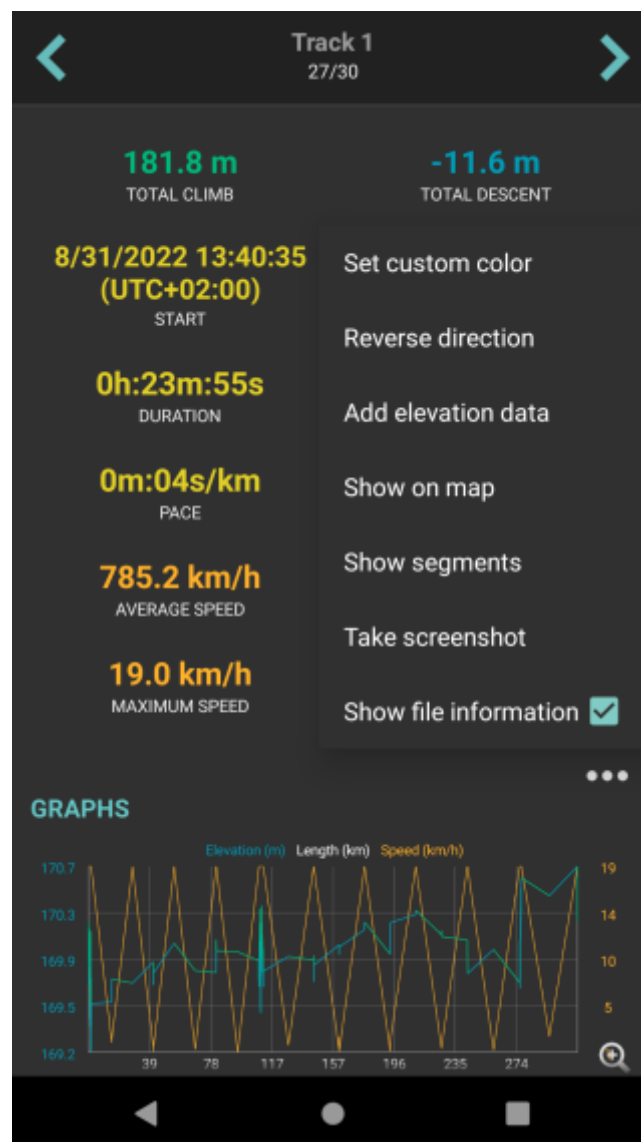 Track 1
27/30
181.8 m
TOTAL CLIMB
-11.6 m
TOTAL DESCENT
8/31/2022 13:40:35
(UTC+02:00)
START
0h:23m:55s
DURATION
0m:04s/km
PACE
785.2 km/h
AVERAGE SPEED
19.0 km/h
MAXIMUM SPEED
Set custom color
Reverse direction
Add elevation data
Show on map
Show segments
Take screenshot
Show file information
GRAPHS
Elevation (m) Length (km) Speed (km/h)
170.7 19
170.3 14
169.9 10
169.5 5
169.2
39 78 117 157 196 235 274